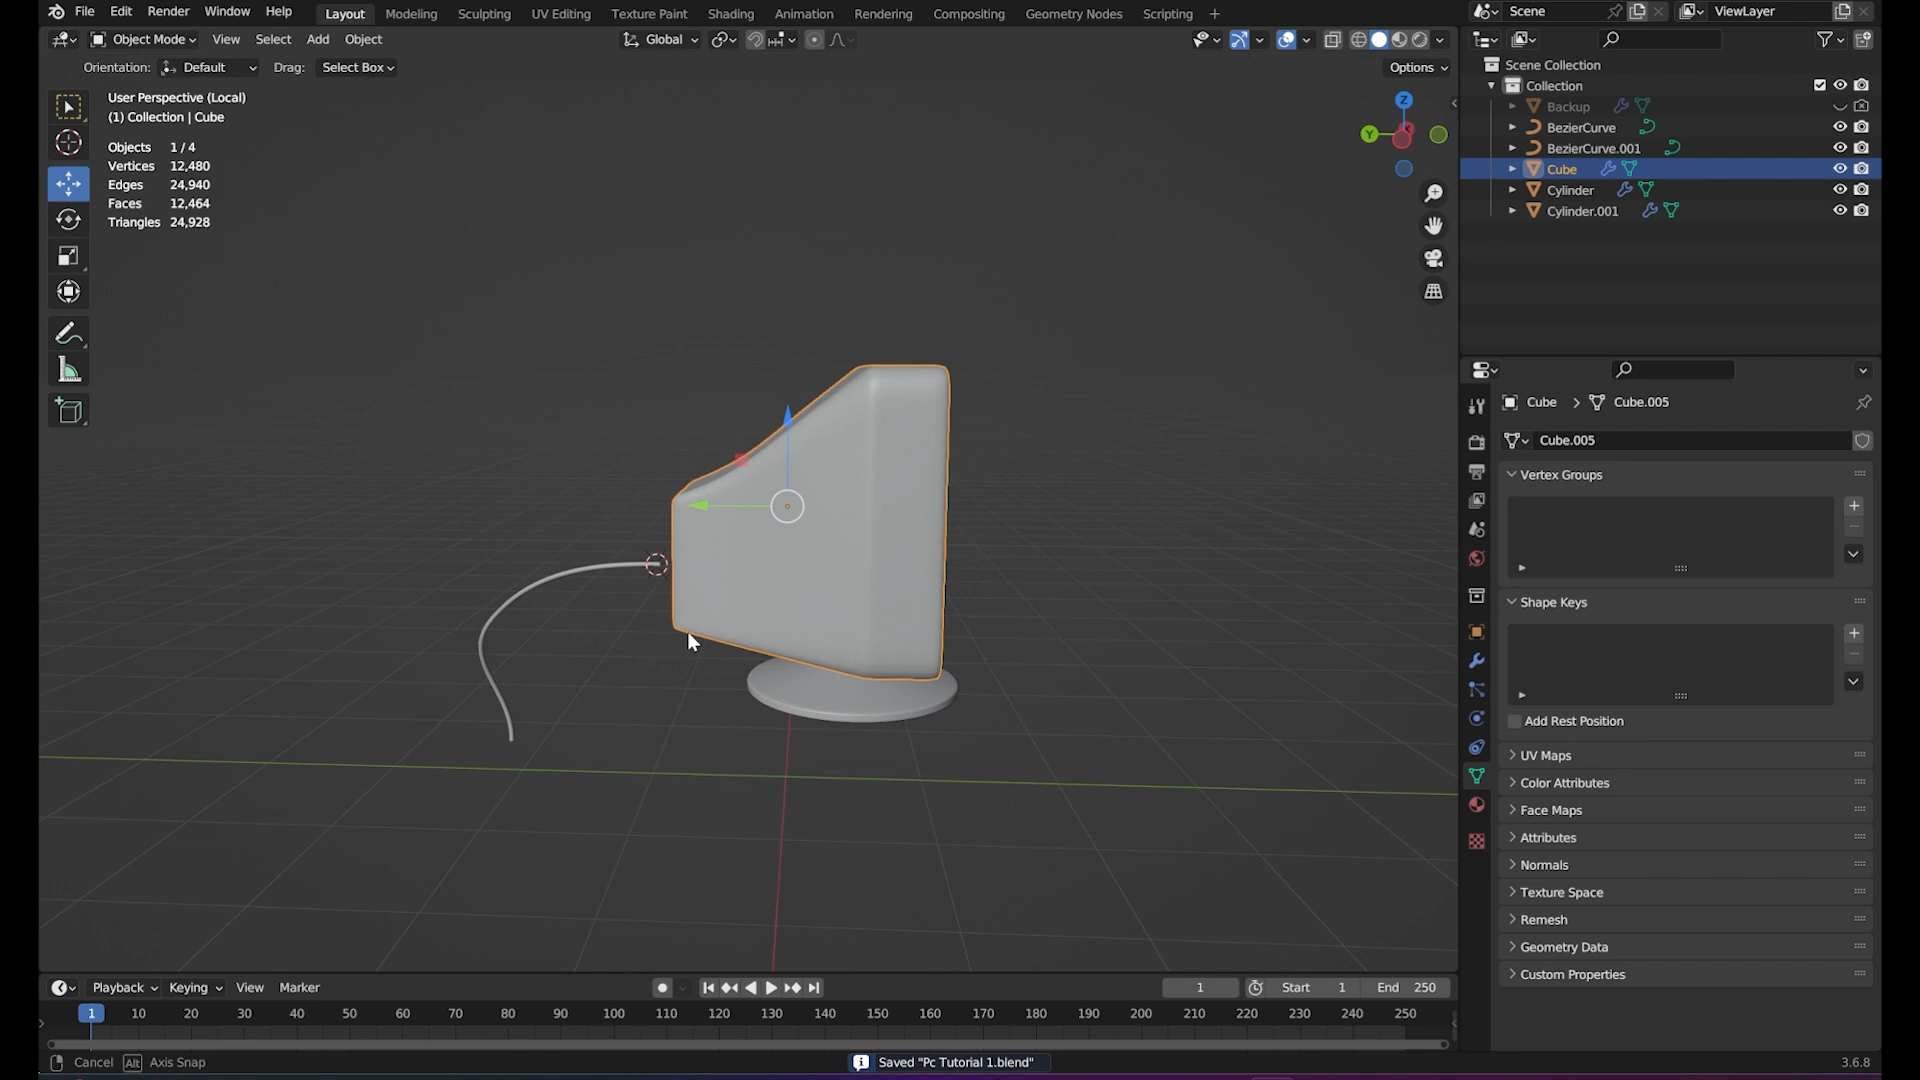 File Edit Render Window Help Layout Modeling Sculpting UV Editing Texture Paint Shading Animation Rendering Compositing Geometry Nodes Scripting + Scene ViewLayer
Object Mode View Select Add Object Global
Orientation: Default Drag: Select Box Options
User Perspective (Local)
(1) Collection | Cube
Objects 1 / 4
Vertices 12,480
Edges 24,940
Faces 12,464
Triangles 24,928
Z
Y
X
Scene Collection
Collection
Backup
BezierCurve
BezierCurve.001
Cube
Cylinder
Cylinder.001
Cube > Cube.005
Cube.005
Vertex Groups
Shape Keys
Add Rest Position
UV Maps
Color Attributes
Face Maps
Attributes
Normals
Texture Space
Remesh
Geometry Data
Custom Properties
Playback Keying View Marker 1 Start 1 End 250
1 10 20 30 40 50 60 70 80 90 100 110 120 130 140 150 160 170 180 190 200 210 220 230 240 250
Cancel Alt Axis Snap Saved "Pc Tutorial 1.blend" 3.6.8